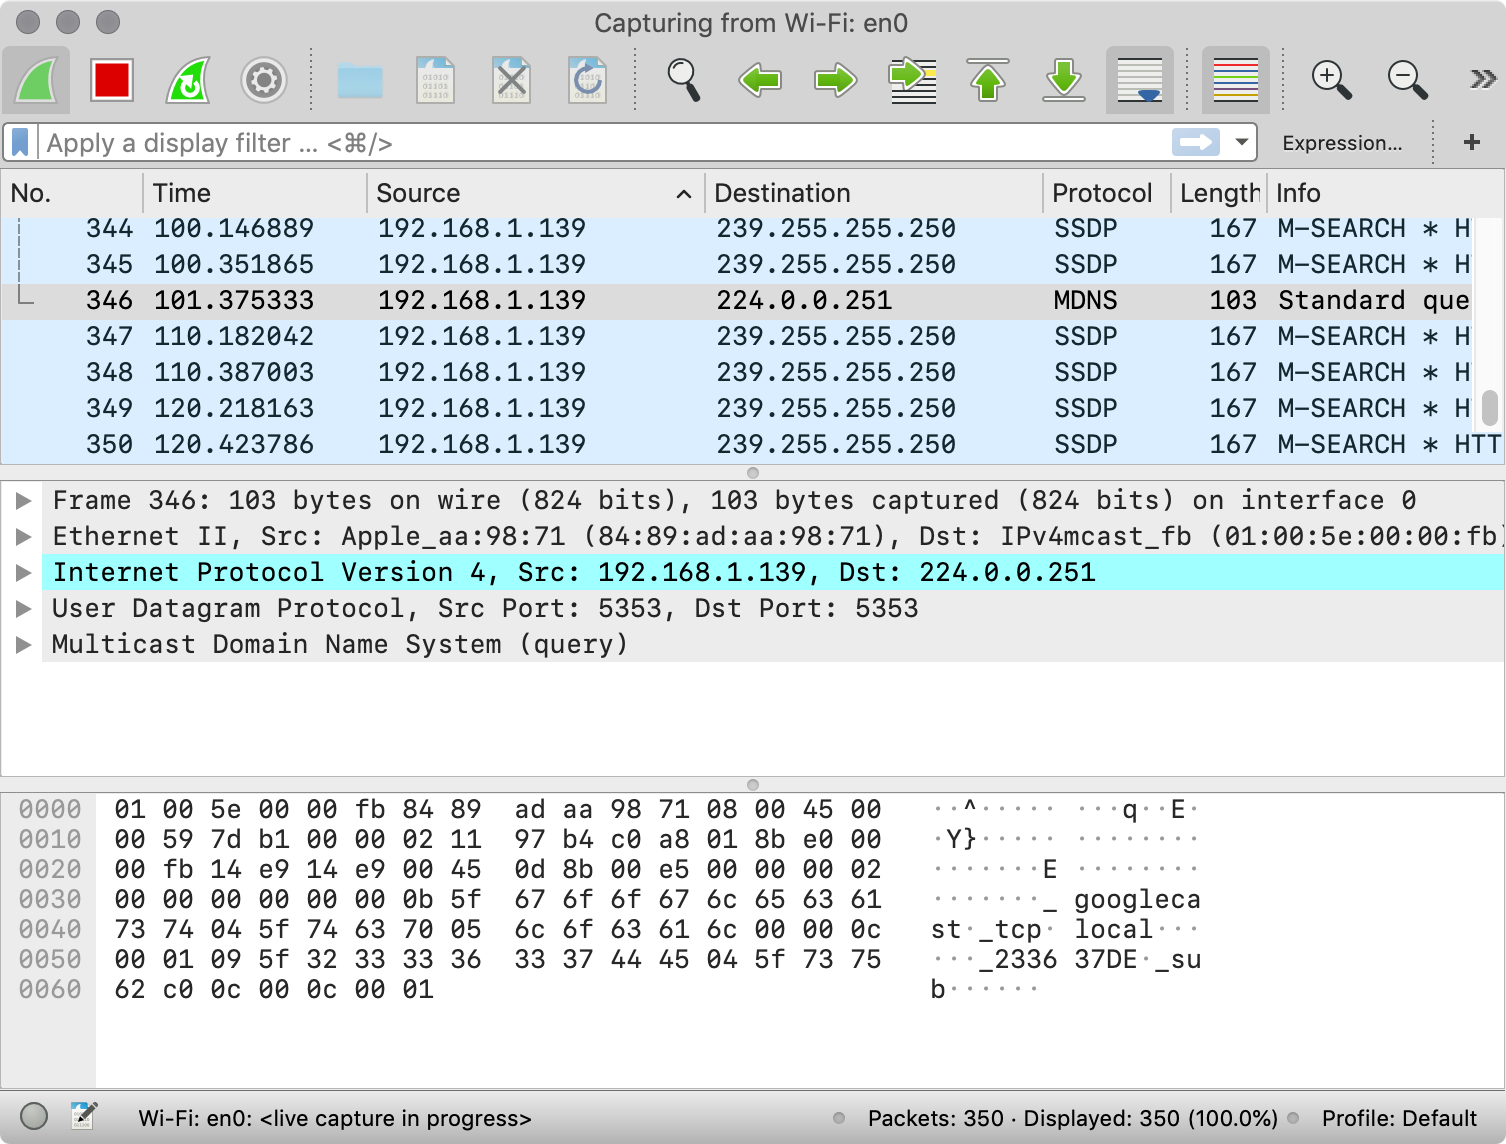 Capturing from Wi-Fi: en0
Apply a display filter ... <⌘/>
Expression...
+
No. Time Source Destination Protocol Length Info
344 100.146889 192.168.1.139 239.255.255.250 SSDP 167 M-SEARCH * H
345 100.351865 192.168.1.139 239.255.255.250 SSDP 167 M-SEARCH * H
346 101.375333 192.168.1.139 224.0.0.251 MDNS 103 Standard que
347 110.182042 192.168.1.139 239.255.255.250 SSDP 167 M-SEARCH * H
348 110.387003 192.168.1.139 239.255.255.250 SSDP 167 M-SEARCH * H
349 120.218163 192.168.1.139 239.255.255.250 SSDP 167 M-SEARCH * H
350 120.423786 192.168.1.139 239.255.255.250 SSDP 167 M-SEARCH * HTT
Frame 346: 103 bytes on wire (824 bits), 103 bytes captured (824 bits) on interface 0
Ethernet II, Src: Apple_aa:98:71 (84:89:ad:aa:98:71), Dst: IPv4mcast_fb (01:00:5e:00:00:fb)
Internet Protocol Version 4, Src: 192.168.1.139, Dst: 224.0.0.251
User Datagram Protocol, Src Port: 5353, Dst Port: 5353
Multicast Domain Name System (query)
0000 01 00 5e 00 00 fb 84 89 ad aa 98 71 08 00 45 00 ··^····· ···q··E·
0010 00 59 7d b1 00 00 02 11 97 b4 c0 a8 01 8b e0 00 ·Y}····· ········
0020 00 fb 14 e9 14 e9 00 45 0d 8b 00 e5 00 00 00 02 ·······E ········
0030 00 00 00 00 00 00 0b 5f 67 6f 6f 67 6c 65 63 61 ·······_ googleca
0040 73 74 04 5f 74 63 70 05 6c 6f 63 61 6c 00 00 0c st·_tcp· local···
0050 00 01 09 5f 32 33 33 36 33 37 44 45 04 5f 73 75 ···_2336 37DE·_su
0060 62 c0 0c 00 0c 00 01 b······
Wi-Fi: en0: <live capture in progress> Packets: 350 · Displayed: 350 (100.0%) Profile: Default